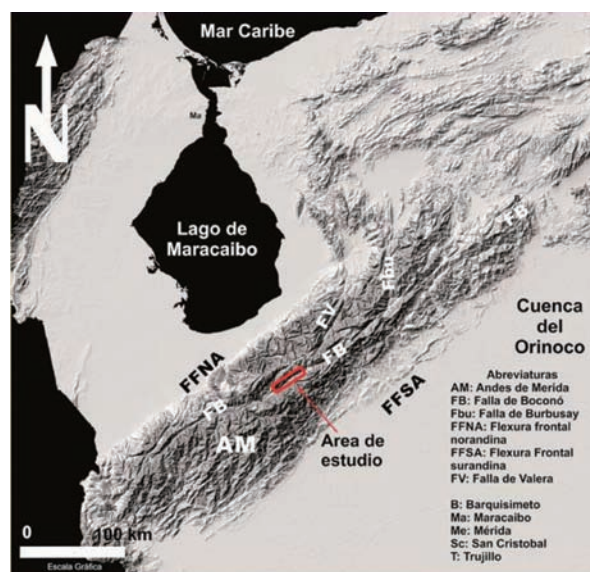 Mar Caribe
N
Ma
Lago de
Maracaibo
FB
Fbu
FV
Cuenca
del
Orinoco
FFNA
FB
FFSA
FB
AM
Area de
estudio
Abreviaturas
AM: Andes de Merida
FB: Falla de Boconó
Fbu: Falla de Burbusay
FFNA: Flexura frontal
norandina
FFSA: Flexura Frontal
surandina
FV: Falla de Valera
B: Barquisimeto
Ma: Maracaibo
Me: Mérida
Sc: San Cristobal
T: Trujillo
0 100 km
Escala Gráfica